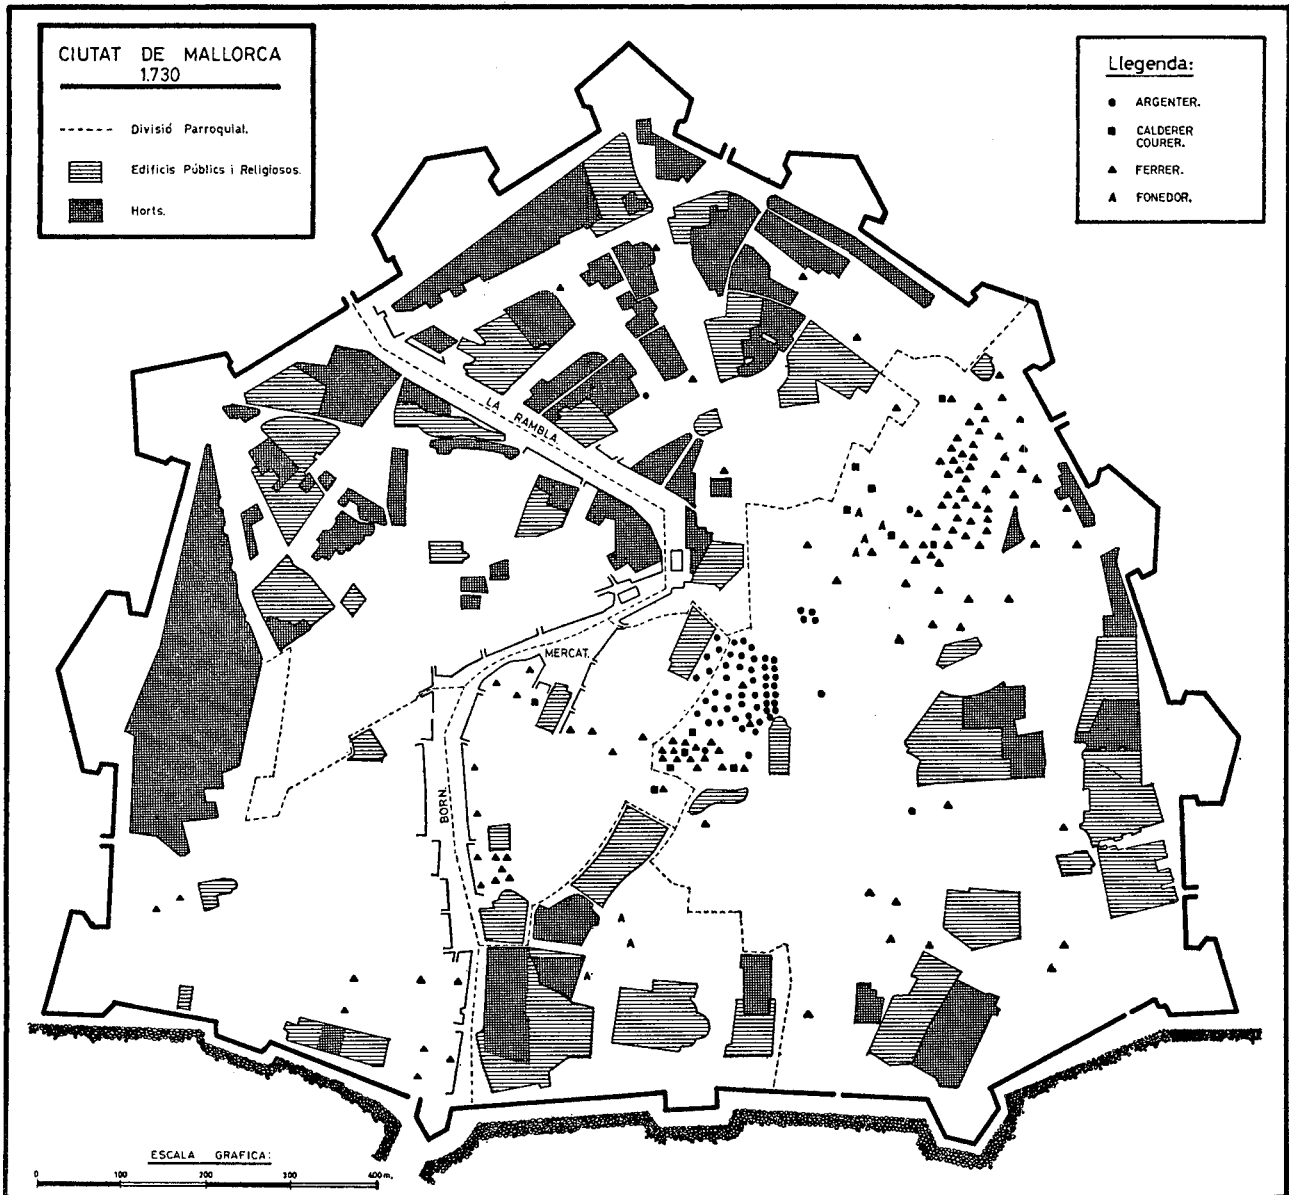 CIUTAT DE MALLORCA
1.730
Divisió Parroquial.
Edificis Públics i Religiosos.
Horts.
Llegenda:
ARGENTER.
CALDERER
COURER.
FERRER.
FONEDOR.
LA RAMBLA.
MERCAT.
BORN.
ESCALA GRAFICA:
0 100 200 300 400 m.